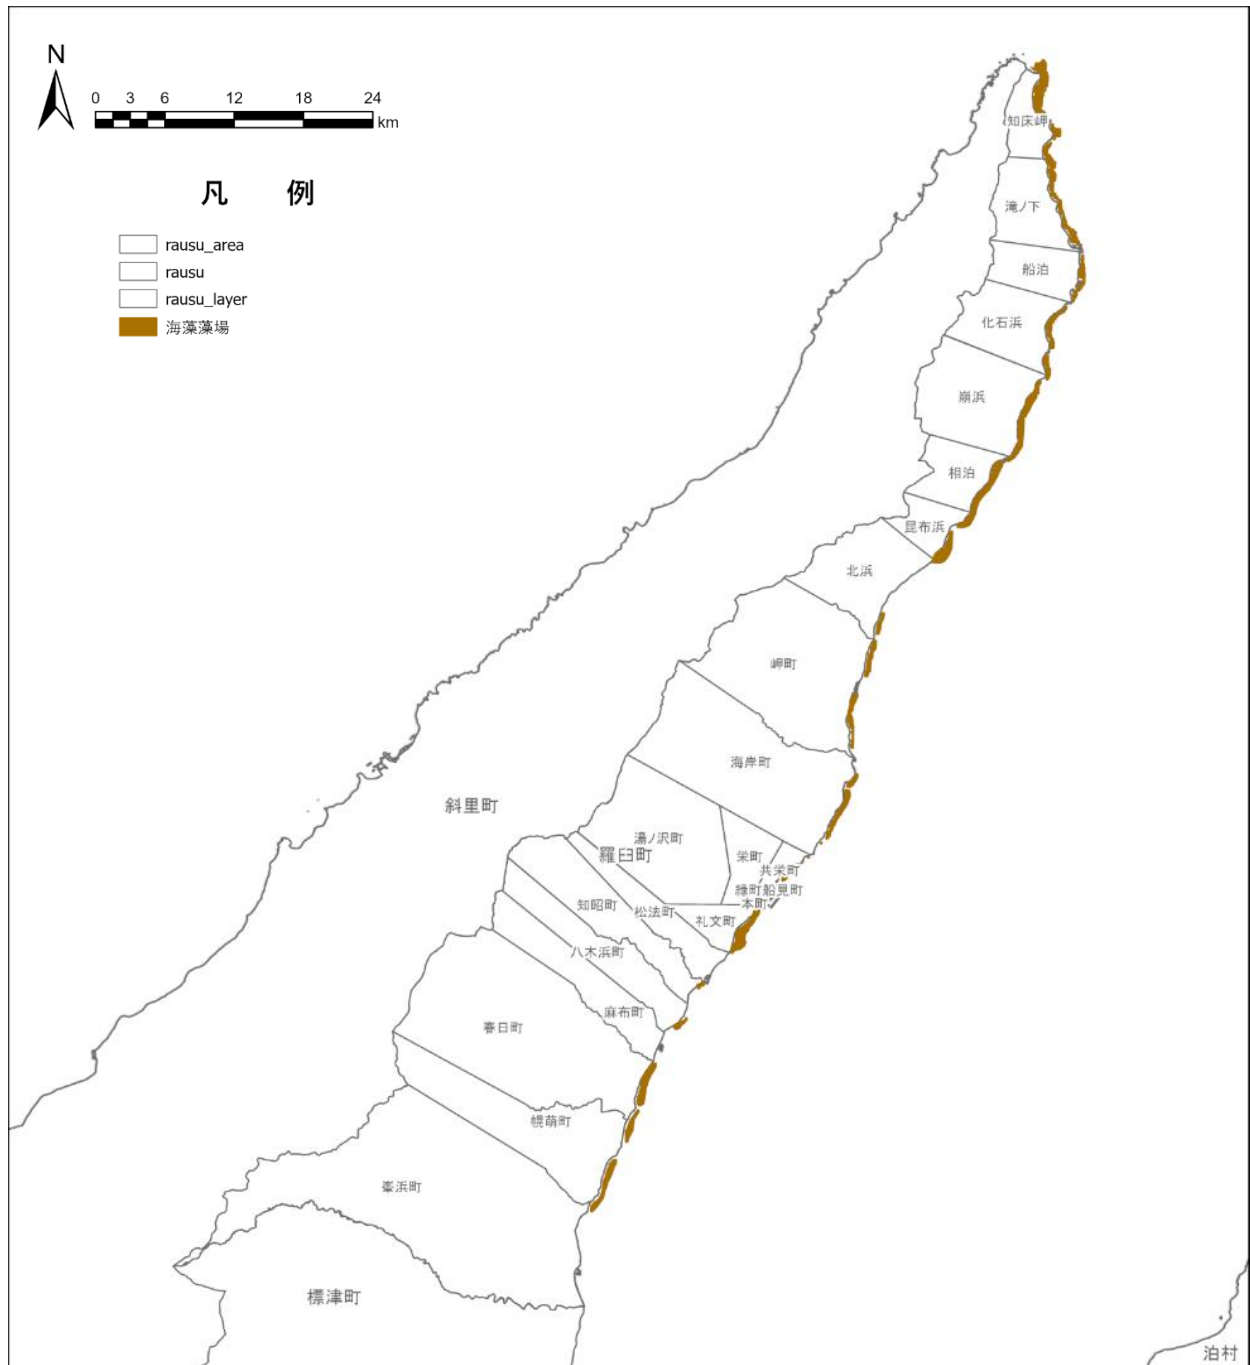 N
0 3 6 12 18 24
km
凡 例
rausu_area
rausu
rausu_layer
海藻藻場
知床岬
滝ノ下
船泊
化石浜
崩浜
相泊
昆布浜
北浜
岬町
海岸町
斜里町
湯ノ沢町
羅臼町
栄町
共栄町
緑町
船見町
本町
知昭町
松法町
礼文町
八木浜町
麻布町
春日町
幌萌町
峯浜町
標津町
泊村